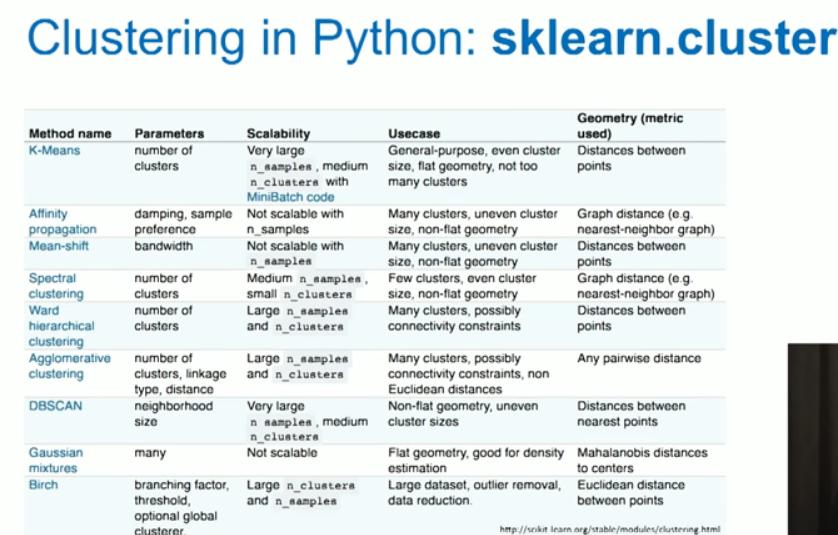 Clustering in Python: sklearn.cluster
Method name Parameters Scalability Usecase Geometry (metric used)
K-Means number of clusters Very large n_samples, medium n_clusters with MiniBatch code General-purpose, even cluster size, flat geometry, not too many clusters Distances between points
Affinity propagation damping, sample preference Not scalable with n_samples Many clusters, uneven cluster size, non-flat geometry Graph distance (e.g. nearest-neighbor graph)
Mean-shift bandwidth Not scalable with n_samples Many clusters, uneven cluster size, non-flat geometry Distances between points
Spectral clustering number of clusters Medium n_samples, small n_clusters Few clusters, even cluster size, non-flat geometry Graph distance (e.g. nearest-neighbor graph)
Ward hierarchical clustering number of clusters Large n_samples and n_clusters Many clusters, possibly connectivity constraints Distances between points
Agglomerative clustering number of clusters, linkage type, distance Large n_samples and n_clusters Many clusters, possibly connectivity constraints, non Euclidean distances Any pairwise distance
DBSCAN neighborhood size Very large n_samples, medium n_clusters Non-flat geometry, uneven cluster sizes Distances between nearest points
Gaussian mixtures many Not scalable Flat geometry, good for density estimation Mahalanobis distances to centers
Birch branching factor, threshold, optional global clusterer. Large n_clusters and n_samples Large dataset, outlier removal, data reduction. Euclidean distance between points
http://scikit-learn.org/stable/modules/clustering.html